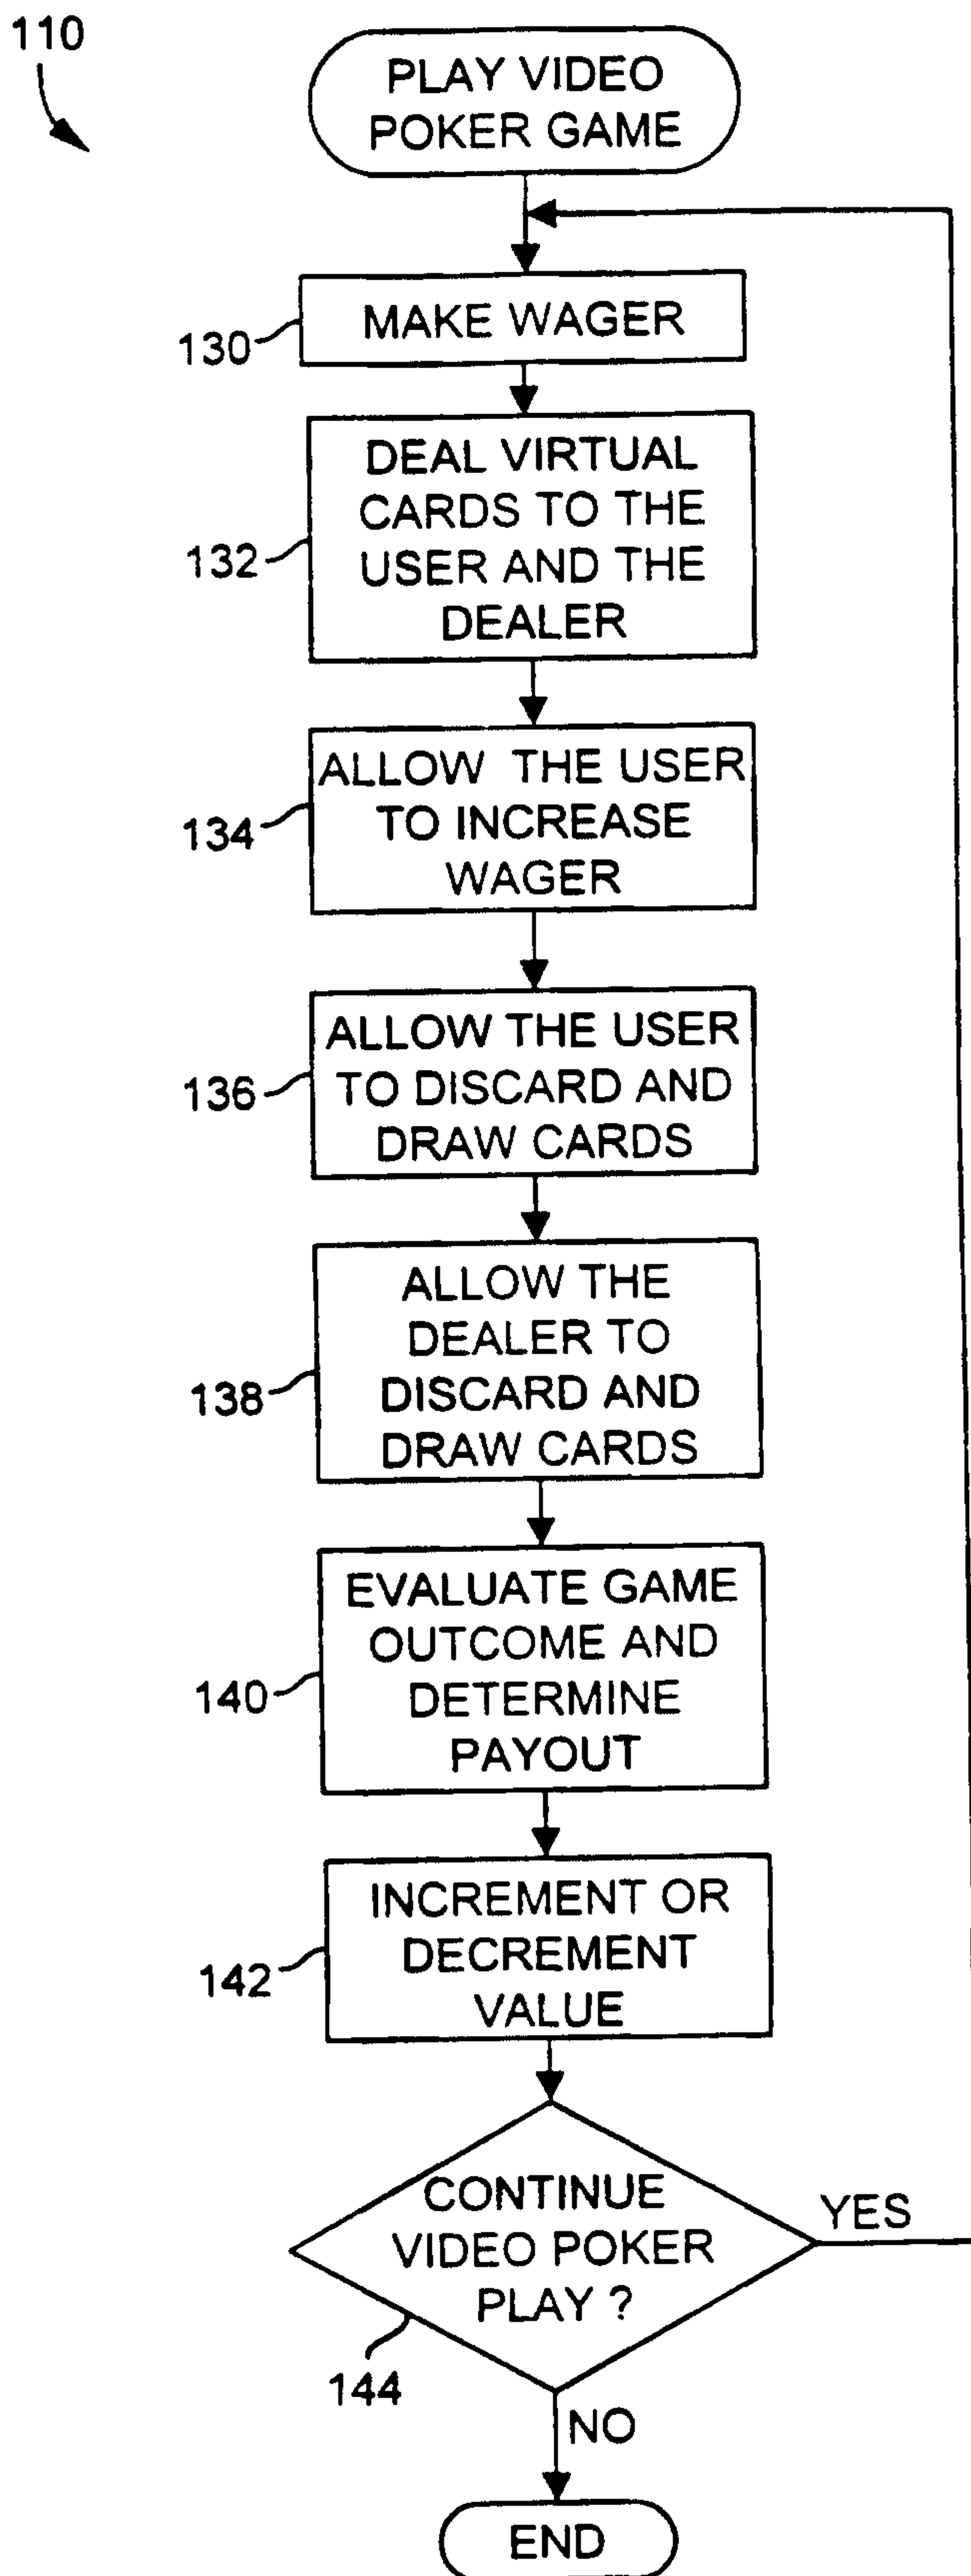 110
PLAY VIDEO
POKER GAME
MAKE WAGER
130
DEAL VIRTUAL
CARDS TO THE
USER AND THE
DEALER
132
ALLOW THE USER
TO INCREASE
WAGER
134
ALLOW THE USER
TO DISCARD AND
DRAW CARDS
136
ALLOW THE
DEALER TO
DISCARD AND
DRAW CARDS
138
EVALUATE GAME
OUTCOME AND
DETERMINE
PAYOUT
140
INCREMENT OR
DECREMENT
VALUE
142
CONTINUE
VIDEO POKER
PLAY ?
YES
144
NO
END